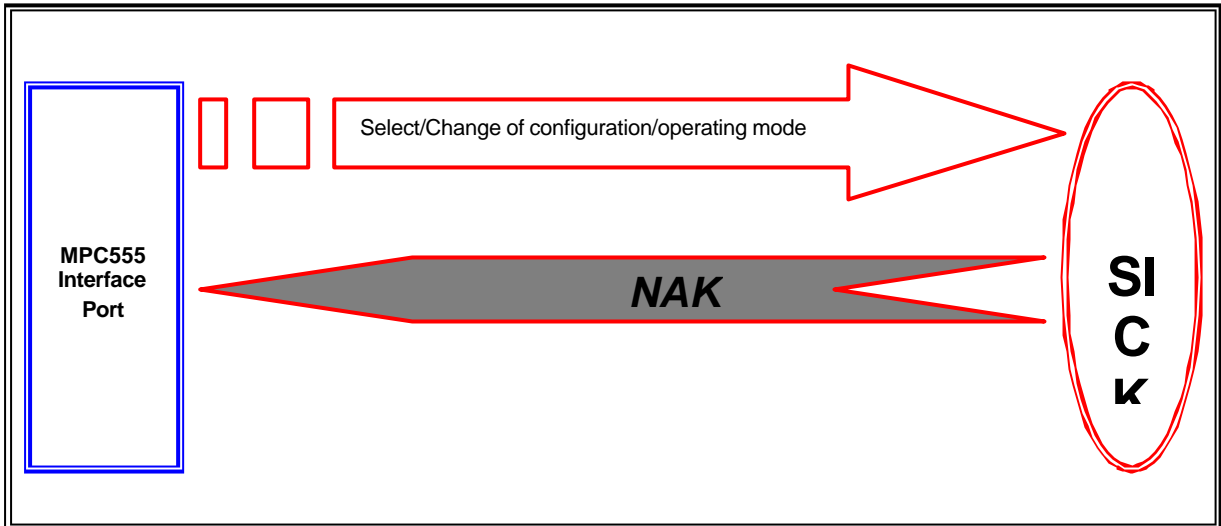 Select/Change of configuration/operating mode
MPC555
Interface
Port
NAK
SI
C
K